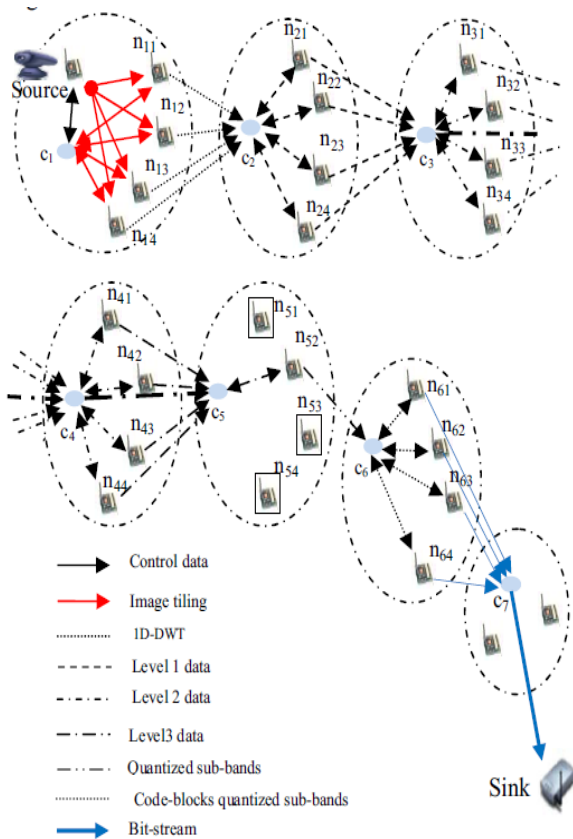 n11
n21
n31
Source
n22
n32
n12
c1
c2
c3
n23
n33
n13
n24
n34
n14
n41
n51
n42
n52
n61
n53
c4
c5
n43
n62
n54
c6
n44
n63
n64
c7
Control data
Image tiling
1D-DWT
Level 1 data
Level 2 data
Level3 data
Quantized sub-bands
Sink
Code-blocks quantized sub-bands
Bit-stream